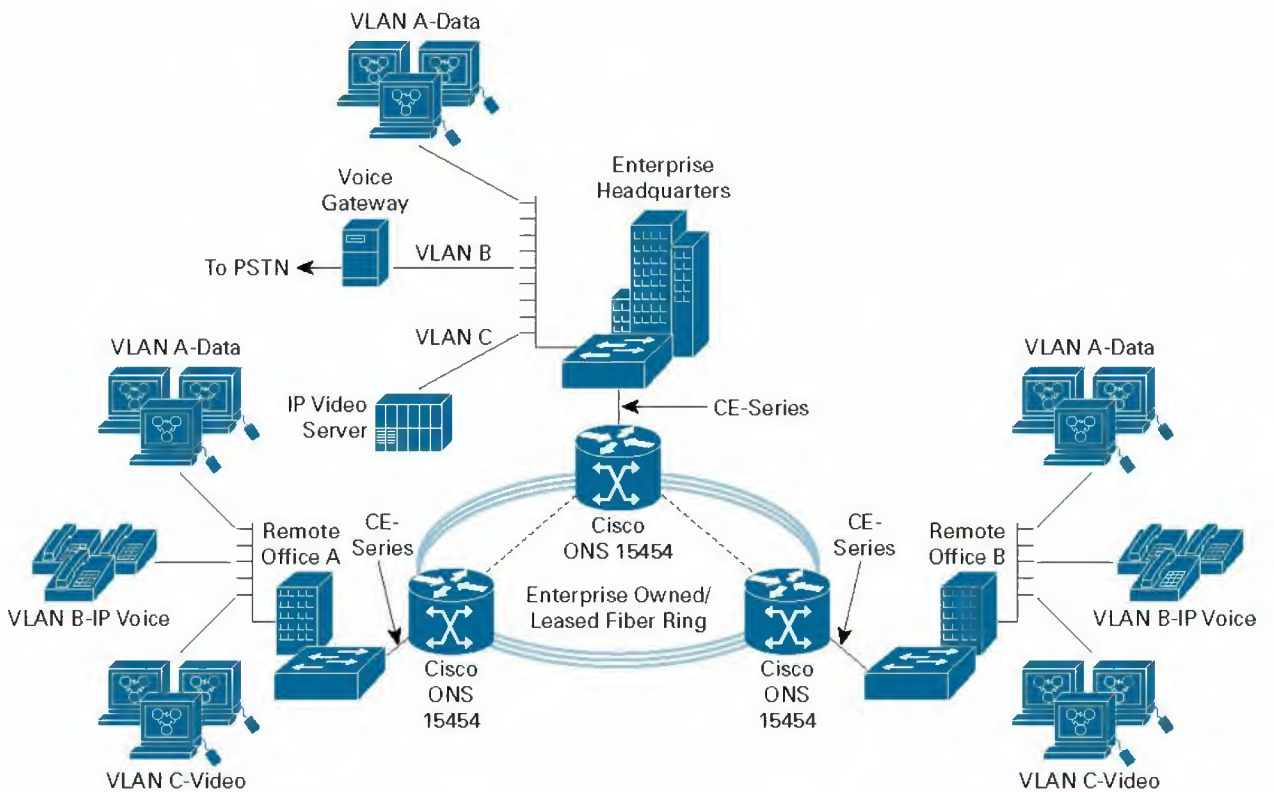 VLAN A-Data
Enterprise
Headquarters
Voice
Gateway
To PSTN
VLAN B
VLAN C
VLAN A-Data
IP Video
Server
CE-Series
VLAN A-Data
Remote
Office A
CE-
Series
Cisco
ONS 15454
CE-
Series
Remote
Office B
VLAN B-IP Voice
Enterprise Owned/
Leased Fiber Ring
VLAN B-IP Voice
Cisco
ONS
15454
Cisco
ONS
15454
VLAN C-Video
VLAN C-Video